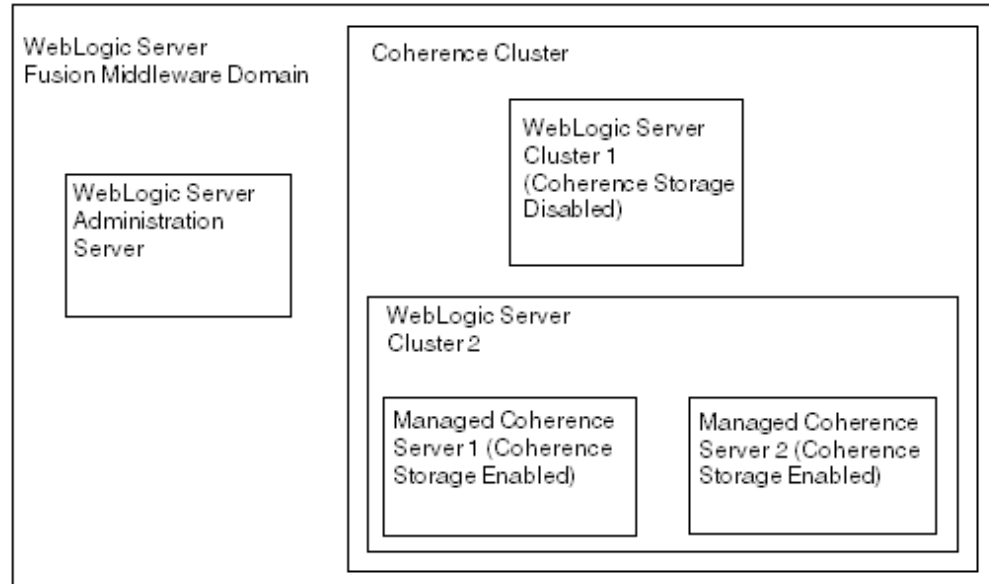 WebLogic Server
Fusion Middleware Domain
WebLogic Server
Administration
Server
Coherence Cluster
WebLogic Server
Cluster 1
(Coherence Storage
Disabled)
WebLogic Server
Cluster 2
Managed Coherence
Server 1 (Coherence
Storage Enabled)
Managed Coherence
Server 2 (Coherence
Storage Enabled)